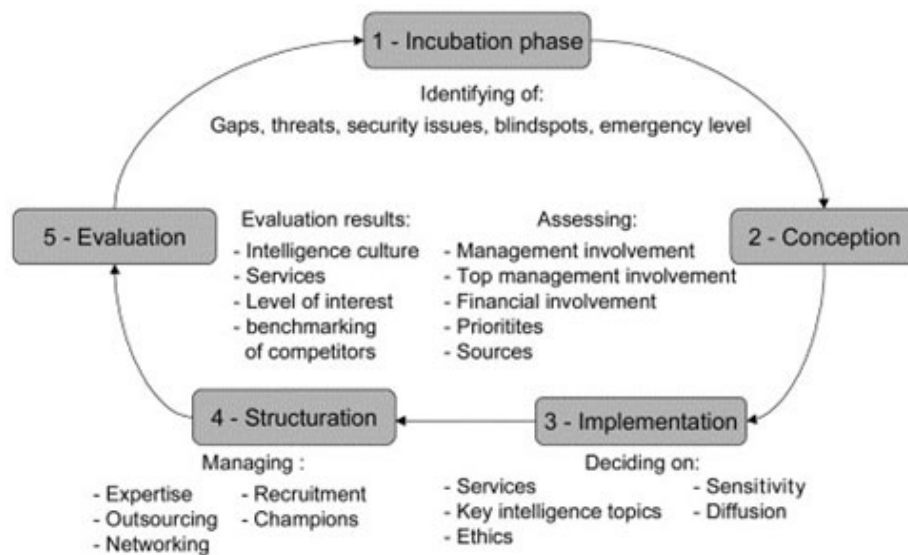 1 - Incubation phase
Identifying of:
Gaps, threats, security issues, blindspots, emergency level
5 - Evaluation
Evaluation results:
- Intelligence culture
- Services
- Level of interest
- benchmarking
of competitors
Assessing:
- Management involvement
- Top management involvement
- Financial involvement
- Prioritites
- Sources
2 - Conception
4 - Structuration
Managing :
- Expertise
- Outsourcing
- Networking
- Recruitment
- Champions
3 - Implementation
Deciding on:
- Services
- Key intelligence topics
- Ethics
- Sensitivity
- Diffusion